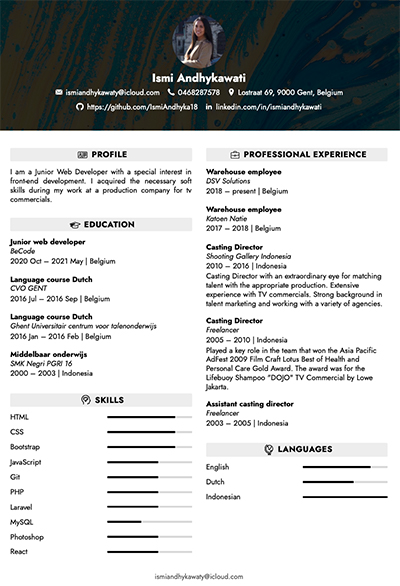 Ismi Andhykawati
ismiandhykawaty@icloud.com 0468287578 Lostraat 69, 9000 Gent, Belgium
https://github.com/IsmiAndhyka18 linkedin.com/in/ismiandhykawati
PROFILE
I am a Junior Web Developer with a special interest in
front-end development. I acquired the necessary soft
skills during my work at a production company for tv
commercials.
EDUCATION
Junior web developer
BeCode
2020 Oct – 2021 May | Belgium
Language course Dutch
CVO GENT
2016 Jul – 2016 Sep | Belgium
Language course Dutch
Ghent Universitair centrum voor talenonderwijs
2016 Jan – 2016 Feb | Belgium
Middelbaar onderwijs
SMK Negri PGRI 16
2000 – 2003 | Indonesia
SKILLS
HTML
CSS
Bootstrap
JavaScript
Git
PHP
Laravel
MySQL
Photoshop
React
PROFESSIONAL EXPERIENCE
Warehouse employee
DSV Solutions
2018 – present | Belgium
Warehouse employee
Katoen Natie
2017 – 2018 | Belgium
Casting Director
Shooting Gallery Indonesia
2010 – 2016 | Indonesia
Casting Director with an extraordinary eye for matching
talent with the appropriate production. Extensive
experience with TV commercials. Strong background in
talent marketing and working with a variety of agencies.
Casting Director
Freelancer
2005 – 2010 | Indonesia
Played a key role in the team that won the Asia Pacific
AdFest 2009 Film Craft Lotus Best of Health and
Personal Care Gold Award. The award was for the
Lifebuoy Shampoo "DOJO" TV Commercial by Lowe
Jakarta.
Assistant casting director
Freelancer
2003 – 2005 | Indonesia
LANGUAGES
English
Dutch
Indonesian
ismiandhykawaty@icloud.com